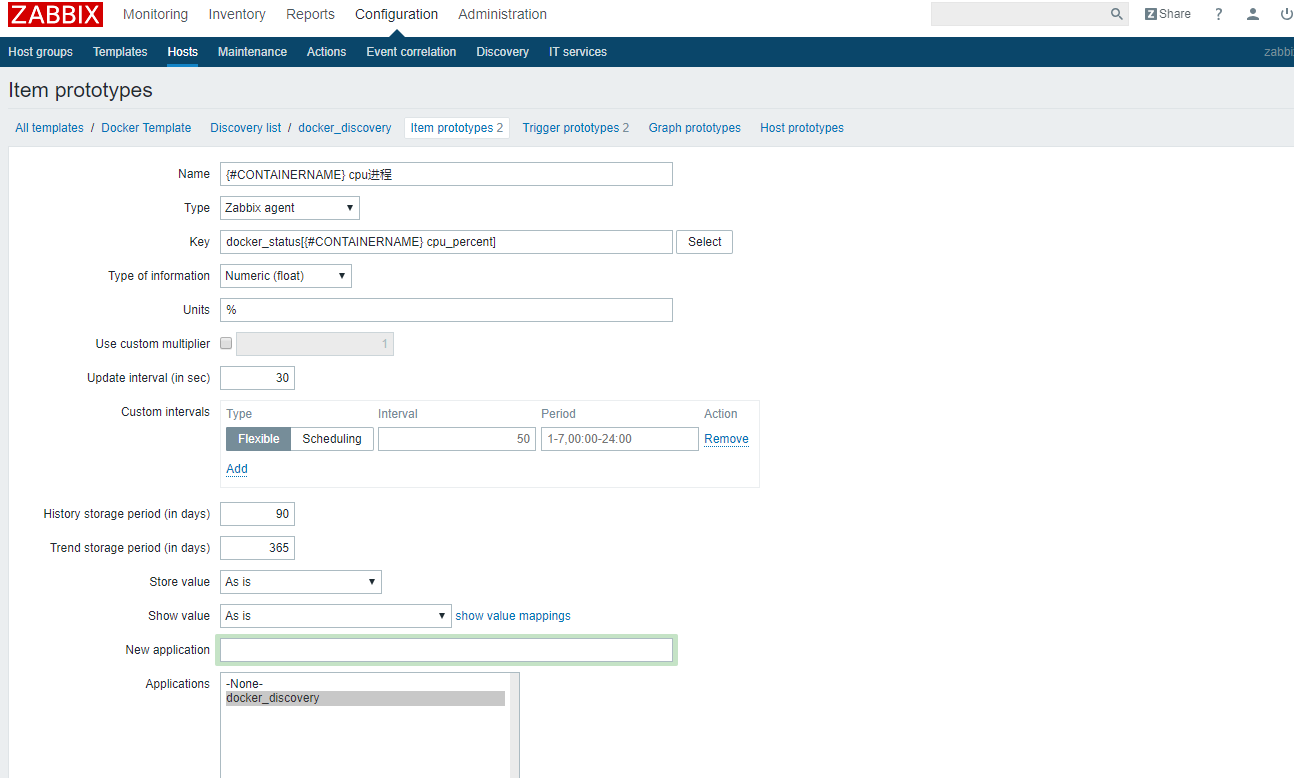 ZABBIX Monitoring Inventory Reports Configuration Administration Share ?
Host groups Templates Hosts Maintenance Actions Event correlation Discovery IT services zabbi
Item prototypes
All templates / Docker Template Discovery list / docker_discovery Item prototypes 2 Trigger prototypes 2 Graph prototypes Host prototypes
Name {#CONTAINERNAME} cpu进程
Type Zabbix agent
Key docker_status[{#CONTAINERNAME} cpu_percent] Select
Type of information Numeric (float)
Units %
Use custom multiplier 1
Update interval (in sec) 30
Custom intervals Type Interval Period Action
Flexible Scheduling 50 1-7,00:00-24:00 Remove
Add
History storage period (in days) 90
Trend storage period (in days) 365
Store value As is
Show value As is show value mappings
New application
Applications -None-
docker_discovery